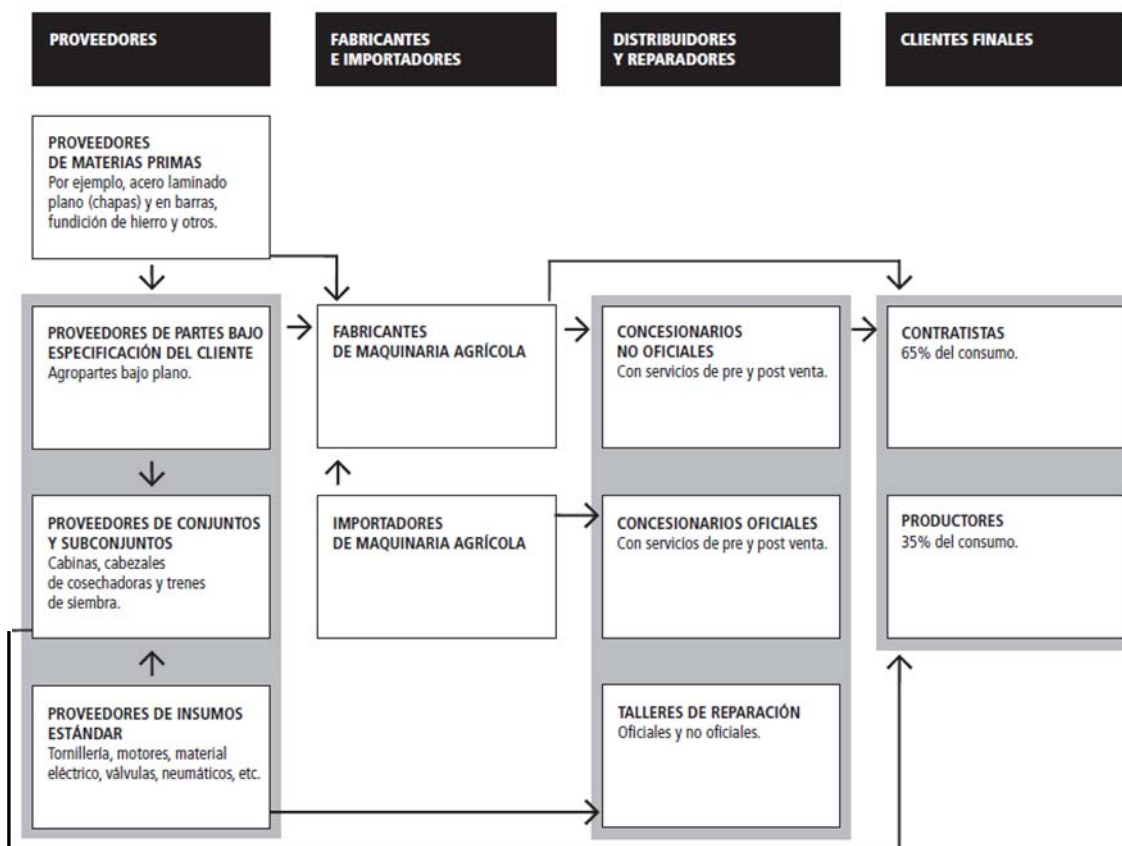 PROVEEDORES
FABRICANTES
E IMPORTADORES
DISTRIBUIDORES
Y REPARADORES
CLIENTES FINALES
PROVEEDORES
DE MATERIAS PRIMAS
Por ejemplo, acero laminado
plano (chapas) y en barras,
fundición de hierro y otros.
PROVEEDORES DE PARTES BAJO
ESPECIFICACIÓN DEL CLIENTE
Agropartes bajo plano.
FABRICANTES
DE MAQUINARIA AGRÍCOLA
CONCESIONARIOS
NO OFICIALES
Con servicios de pre y post venta.
CONTRATISTAS
65% del consumo.
PROVEEDORES DE CONJUNTOS
Y SUBCONJUNTOS
Cabinas, cabezales
de cosechadoras y trenes
de siembra.
IMPORTADORES
DE MAQUINARIA AGRÍCOLA
CONCESIONARIOS OFICIALES
Con servicios de pre y post venta.
PRODUCTORES
35% del consumo.
PROVEEDORES DE INSUMOS
ESTÁNDAR
Tornillería, motores, material
eléctrico, válvulas, neumáticos, etc.
TALLERES DE REPARACIÓN
Oficiales y no oficiales.